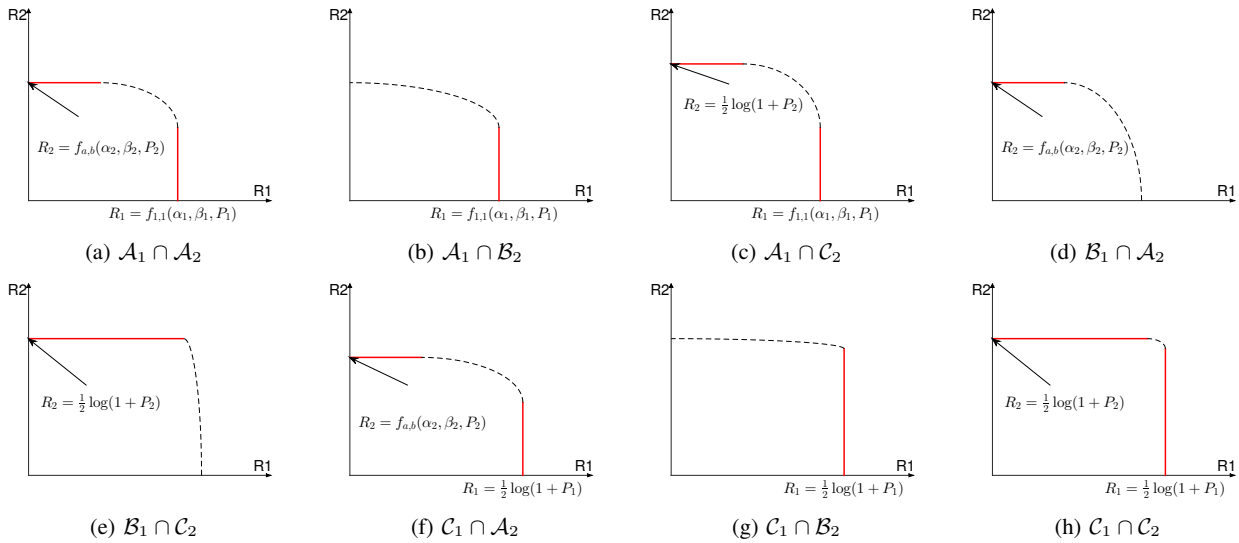 R2
R1
R₂ = f_{a,b}(α₂, β₂, P₂)
R₁ = f_{1,1}(α₁, β₁, P₁)
(a) 𝒜₁ ∩ 𝒜₂
R2
R1
R₁ = f_{1,1}(α₁, β₁, P₁)
(b) 𝒜₁ ∩ ℬ₂
R2
R1
R₂ = ½ log(1 + P₂)
R₁ = f_{1,1}(α₁, β₁, P₁)
(c) 𝒜₁ ∩ 𝒞₂
R2
R1
R₂ = f_{a,b}(α₂, β₂, P₂)
(d) ℬ₁ ∩ 𝒜₂
R2
R1
R₂ = ½ log(1 + P₂)
(e) ℬ₁ ∩ 𝒞₂
R2
R1
R₂ = f_{a,b}(α₂, β₂, P₂)
R₁ = ½ log(1 + P₁)
(f) 𝒞₁ ∩ 𝒜₂
R2
R1
R₁ = ½ log(1 + P₁)
(g) 𝒞₁ ∩ ℬ₂
R2
R1
R₂ = ½ log(1 + P₂)
R₁ = ½ log(1 + P₁)
(h) 𝒞₁ ∩ 𝒞₂